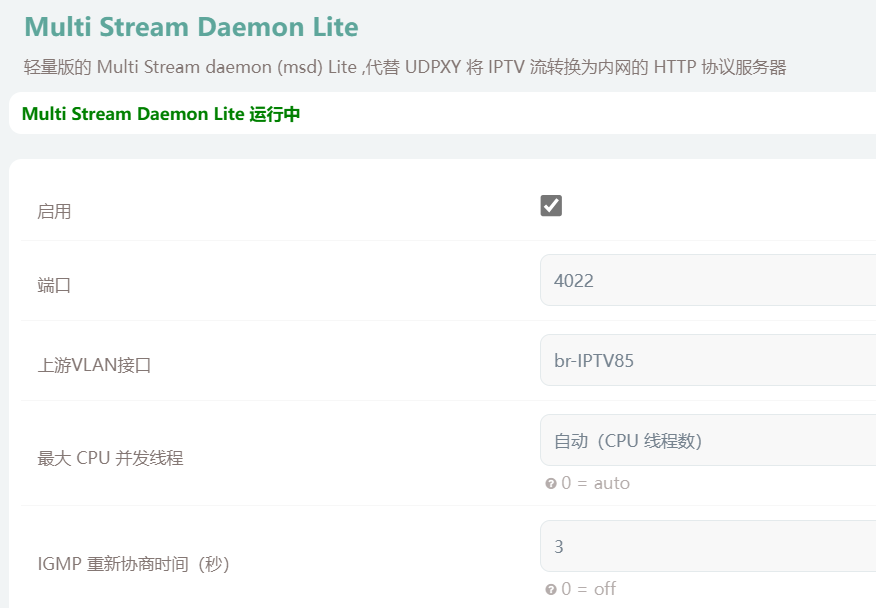 Multi Stream Daemon Lite
轻量版的 Multi Stream daemon (msd) Lite ,代替 UDPXY 将 IPTV 流转换为内网的 HTTP 协议服务器
Multi Stream Daemon Lite 运行中
启用
端口
4022
上游VLAN接口
br-IPTV85
最大 CPU 并发线程
自动（CPU 线程数）
0 = auto
IGMP 重新协商时间（秒）
3
0 = off